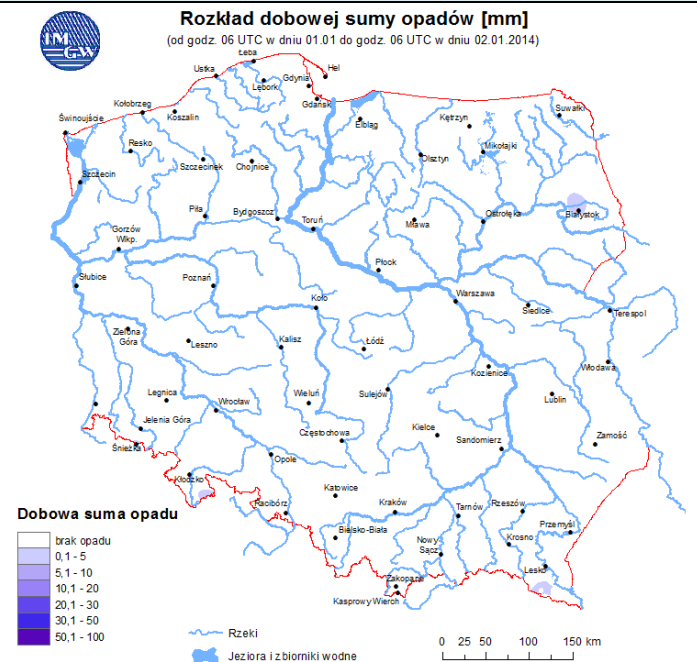 IM
GW
Rozkład dobowej sumy opadów [mm]
(od godz. 06 UTC w dniu 01.01 do godz. 06 UTC w dniu 02.01.2014)
Łeba
Hel
Ustka
Gdynia
Lębork
Gdańsk
Kołobrzeg
Koszalin
Świnoujście
Elbląg
Kętrzyn
Suwałki
Resko
Szczecinek
Chojnice
Olsztyn
Mikołajki
Szczecin
Piła
Bydgoszcz
Toruń
Mława
Ostrołęka
Białystok
Gorzów
Wlkp.
Płock
Słubice
Poznań
Koło
Warszawa
Siedlce
Terespol
Zielona
Góra
Leszno
Kalisz
Łódź
Kozienice
Włodawa
Legnica
Wrocław
Wieluń
Sulejów
Lublin
Jelenia Góra
Śnieżka
Częstochowa
Kielce
Sandomierz
Zamość
Opole
Kłodzko
Katowice
Racibórz
Kraków
Tarnów
Rzeszów
Przemyśl
Bielsko-Biała
Nowy
Sącz
Krosno
Lesko
Zakopane
Kasprowy Wierch
Dobowa suma opadu
brak opadu
0,1 - 5
5,1 - 10
10,1 - 20
20,1 - 30
30,1 - 50
50,1 - 100
Rzeki
Jeziora i zbiorniki wodne
0 25 50 100 150 km